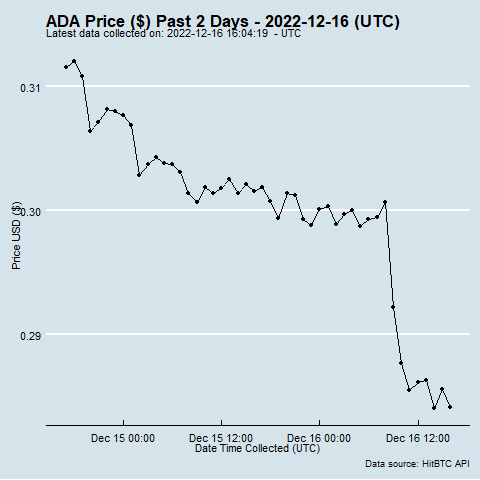 ADA Price ($) Past 2 Days - 2022-12-16 (UTC)
Latest data collected on: 2022-12-16 16:04:19  - UTC
0.31
0.30
0.29
Price USD ($)
Dec 15 00:00
Dec 15 12:00
Dec 16 00:00
Dec 16 12:00
Date Time Collected (UTC)
Data source: HitBTC API